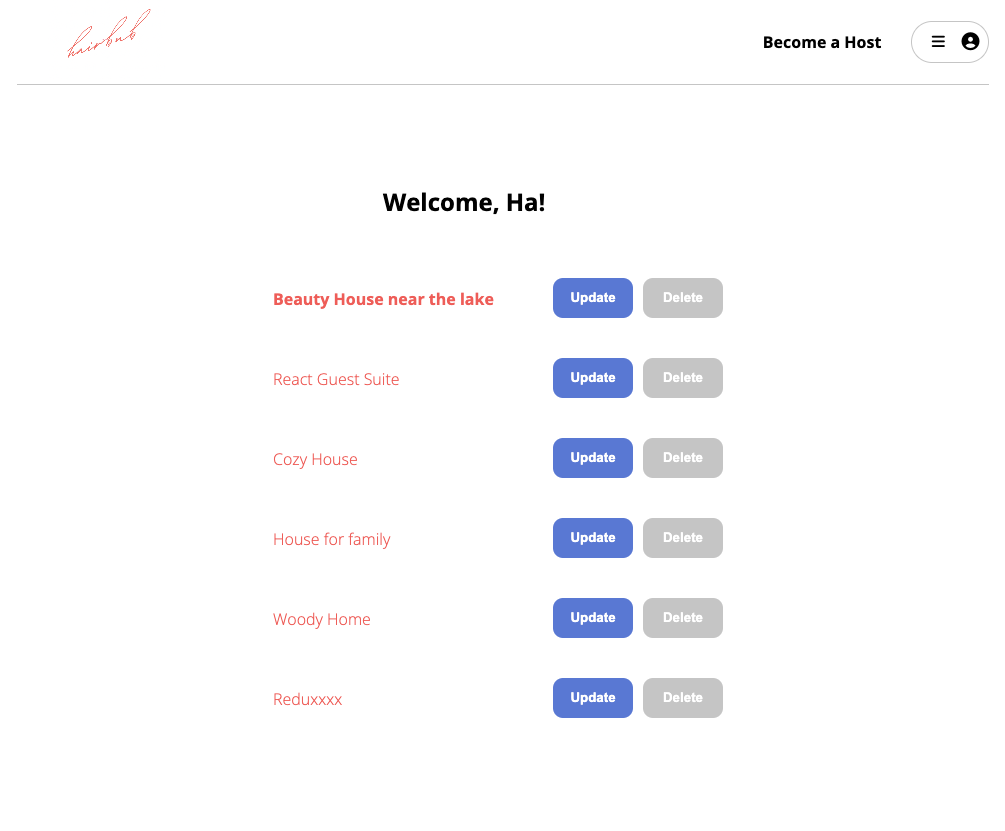 hairbnb
Become a Host
Welcome, Ha!
Beauty House near the lake Update Delete
React Guest Suite Update Delete
Cozy House Update Delete
House for family Update Delete
Woody Home Update Delete
Reduxxxx Update Delete